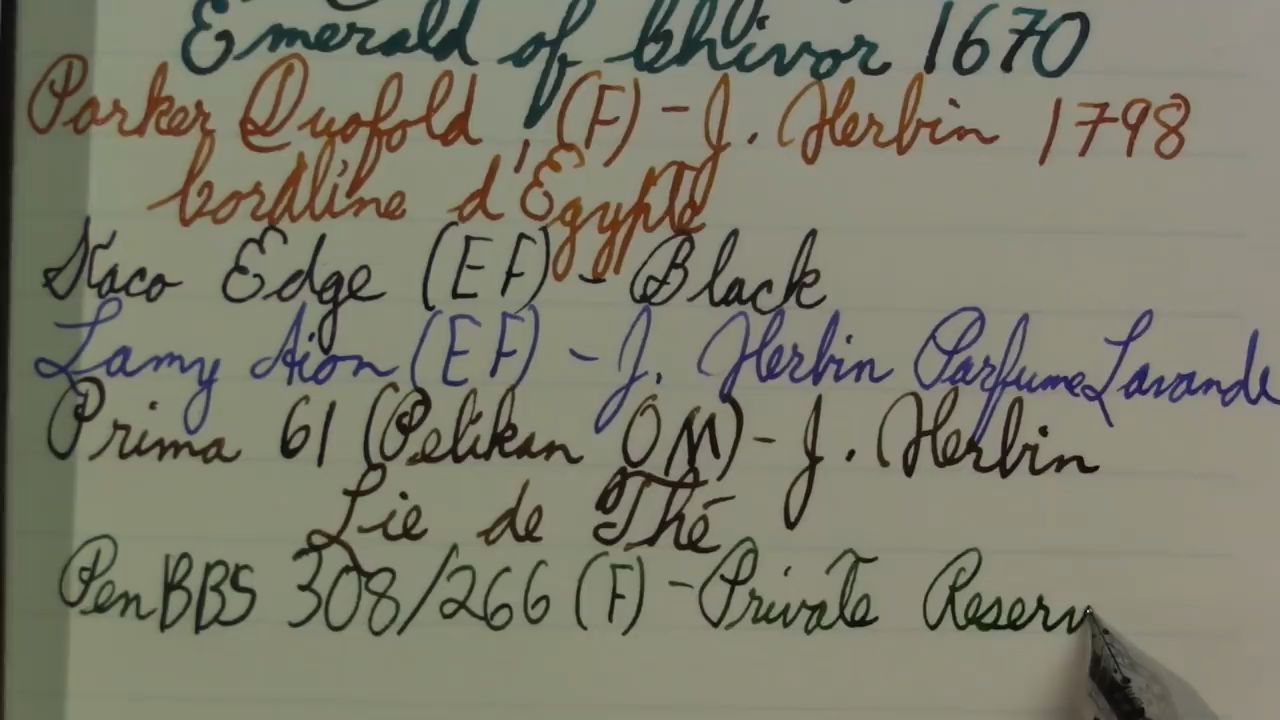 Emerald of Chivor 1670
Parker Duofold, (F) - J. Herbin 1798
Cordline d'Egypte
Kaco Edge (EF) - Black
Lamy Aion (EF) - J. Herbin Parfume Lavande
Prima 61 (Pelikan OM) - J. Herbin
Lie de Thé
PenBBS 308/266 (F) - Private Reserv